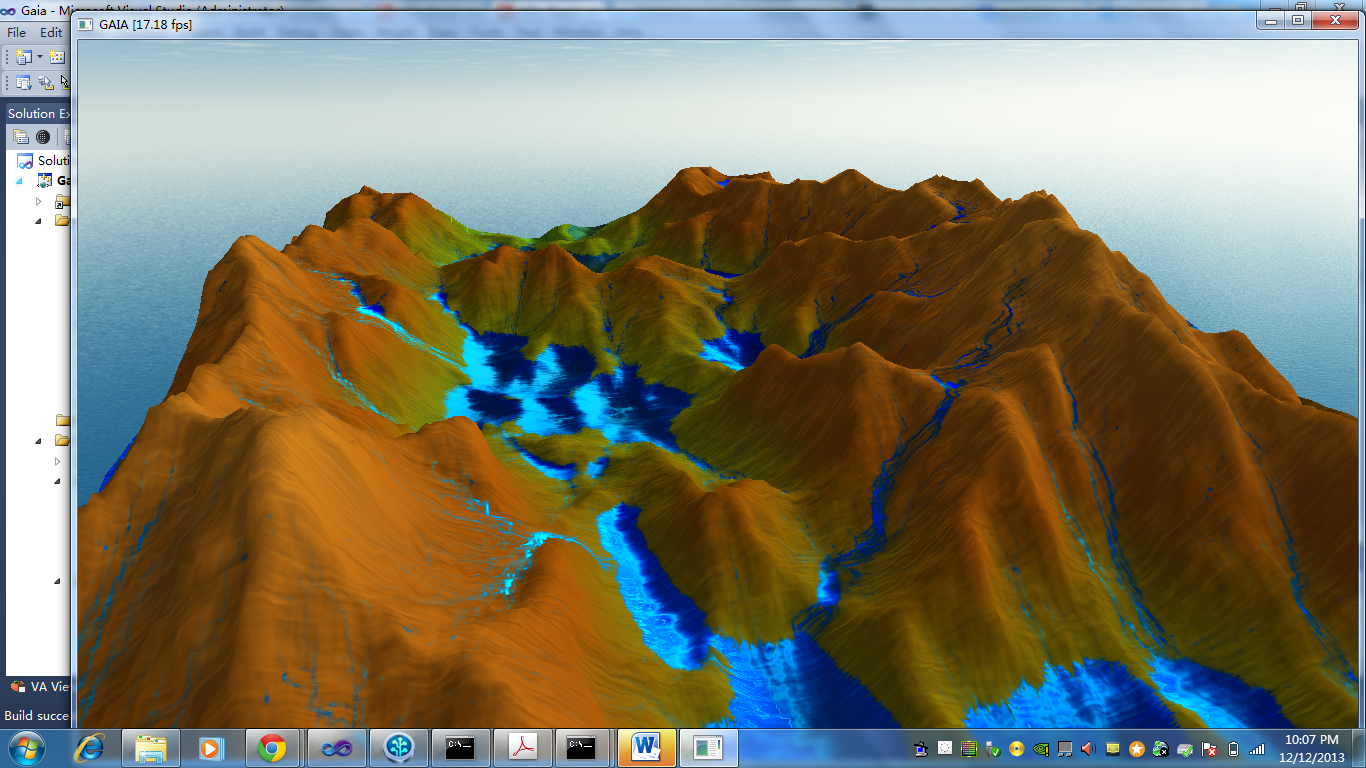 Gaia - Microsoft Visual Studio (Administrator)
GAIA [17.18 fps]
File Edit
Solution Ex
Soluti
Ga
VA Vie
Build succe
C:\_
C:\_
10:07 PM
12/12/2013